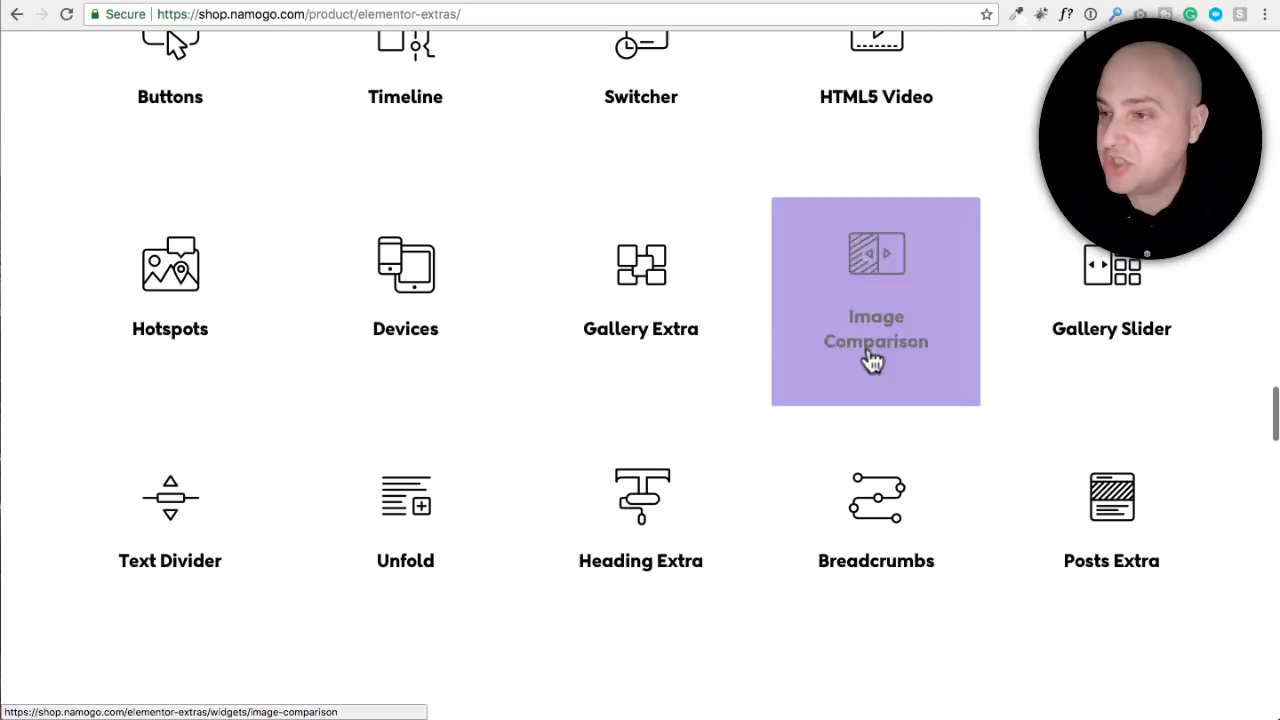 Secure
https://shop.namogo.com/product/elementor-extras/
Buttons
Timeline
Switcher
HTML5 Video
Hotspots
Devices
Gallery Extra
Image
Comparison
Gallery Slider
Text Divider
Unfold
Heading Extra
Breadcrumbs
Posts Extra
https://shop.namogo.com/elementor-extras/widgets/image-comparison